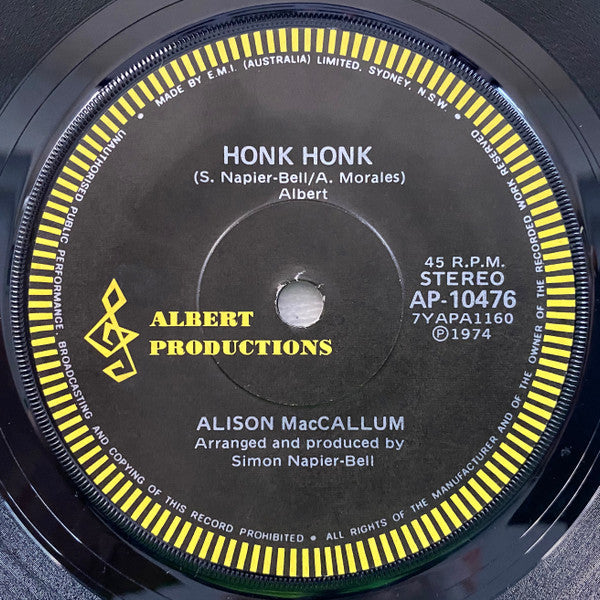 • MADE BY E.M.I. (AUSTRALIA) LIMITED, SYDNEY, N.S.W. •
HONK HONK
(S. Napier-Bell/A. Morales)
Albert
45 R.P.M.
STEREO
AP-10476
7YAPA1160
Ⓟ1974
ALBERT
PRODUCTIONS
ALISON MacCALLUM
Arranged and produced by
Simon Napier-Bell
UNAUTHORISED PUBLIC PERFORMANCE, BROADCASTING AND COPYING OF THIS RECORD PROHIBITED • ALL RIGHTS OF THE MANUFACTURER AND OF THE OWNER OF THE RECORDED WORK RESERVED